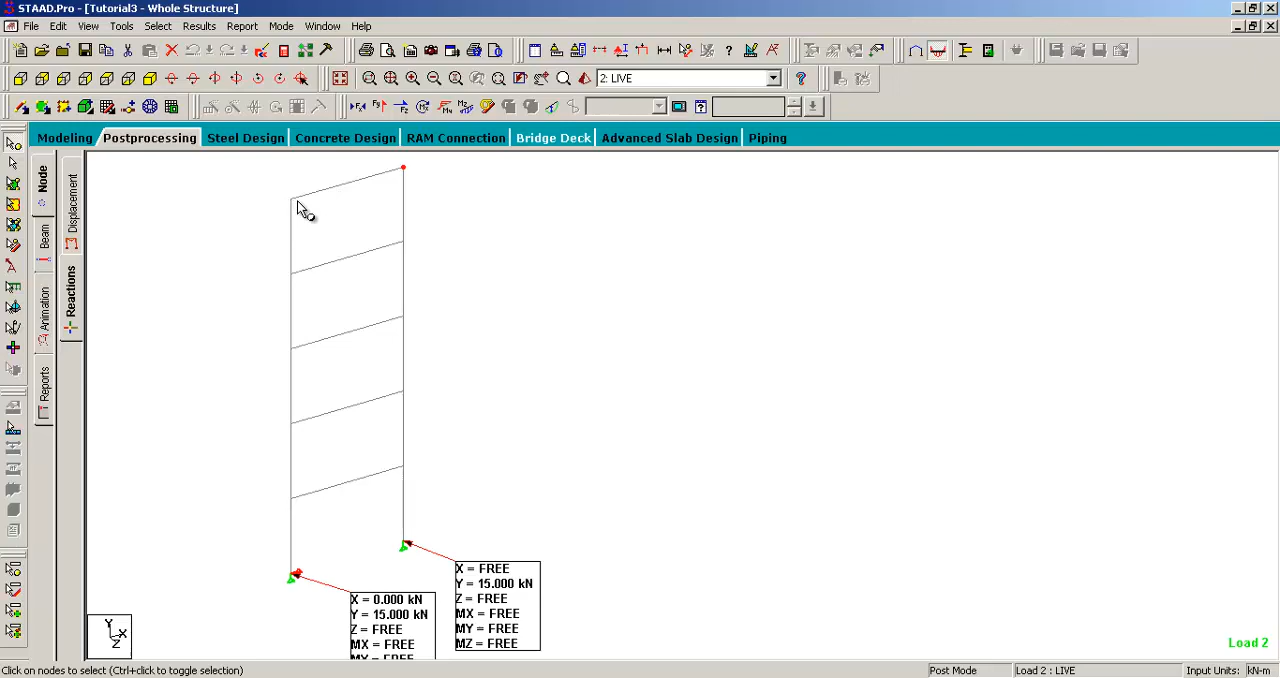 STAAD.Pro - [Tutorial3 - Whole Structure]
File Edit View Tools Select Results Report Mode Window Help
2: LIVE
Modeling Postprocessing Steel Design Concrete Design RAM Connection Bridge Deck Advanced Slab Design Piping
Node
Beam
Animation
Reports
Displacement
Reactions
X = FREE
Y = 15.000 kN
Z = FREE
MX = FREE
MY = FREE
MZ = FREE
X = 0.000 kN
Y = 15.000 kN
Z = FREE
MX = FREE
MY = FREE
Y
X
Z
Load 2
Click on nodes to select (Ctrl+click to toggle selection)
Post Mode
Load 2 : LIVE
Input Units: kN-m